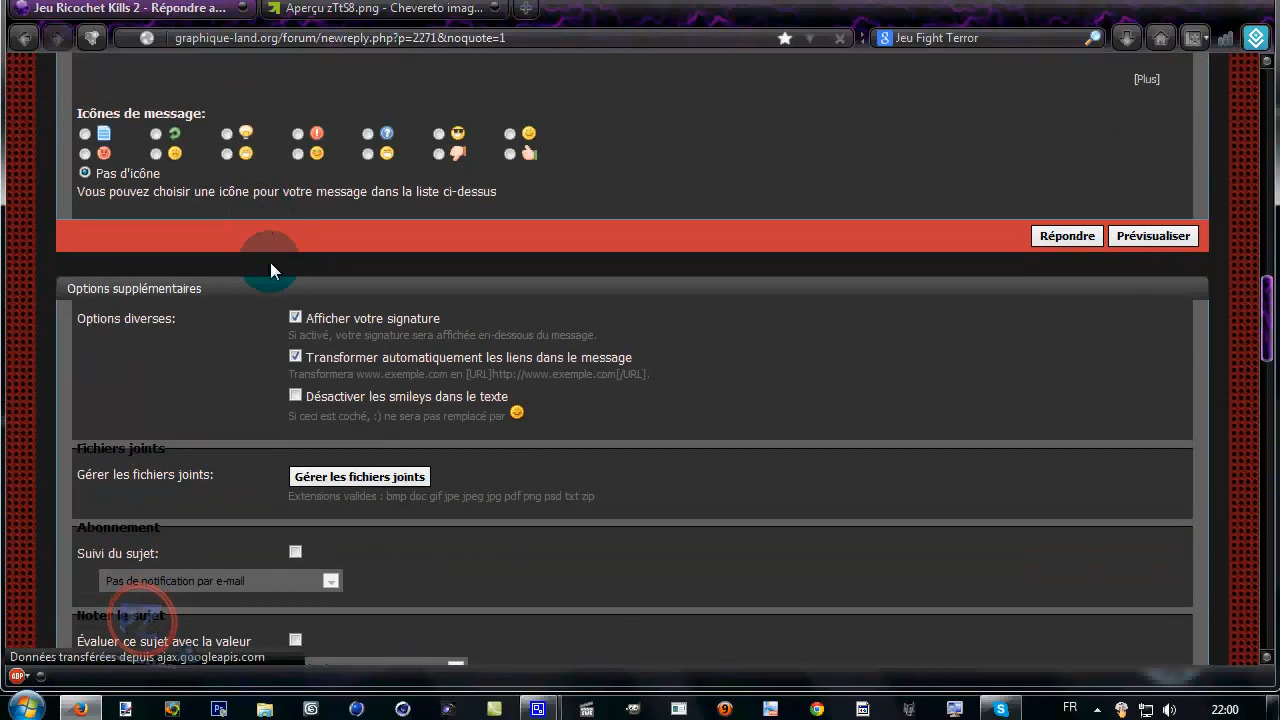 Jeu Ricochet Kills 2 - Répondre a...
Aperçu zTtS8.png - Chevereto imag...
graphique-land.org/forum/newreply.php?p=2271&noquote=1
Jeu Fight Terror
[Plus]
Icônes de message:
Pas d'icône
Vous pouvez choisir une icône pour votre message dans la liste ci-dessus
Répondre
Prévisualiser
Options supplémentaires
Options diverses:
Afficher votre signature
Si activé, votre signature sera affichée en-dessous du message.
Transformer automatiquement les liens dans le message
Transformera www.exemple.com en [URL]http://www.exemple.com[/URL].
Désactiver les smileys dans le texte
Si ceci est coché, :) ne sera pas remplacé par
Fichiers joints
Gérer les fichiers joints:
Gérer les fichiers joints
Extensions valides : bmp doc gif jpe jpeg jpg pdf png psd txt zip
Abonnement
Suivi du sujet:
Pas de notification par e-mail
Noter le sujet
Évaluer ce sujet avec la valeur
Données transférées depuis ajax.googleapis.com
ABP
FR
22:00